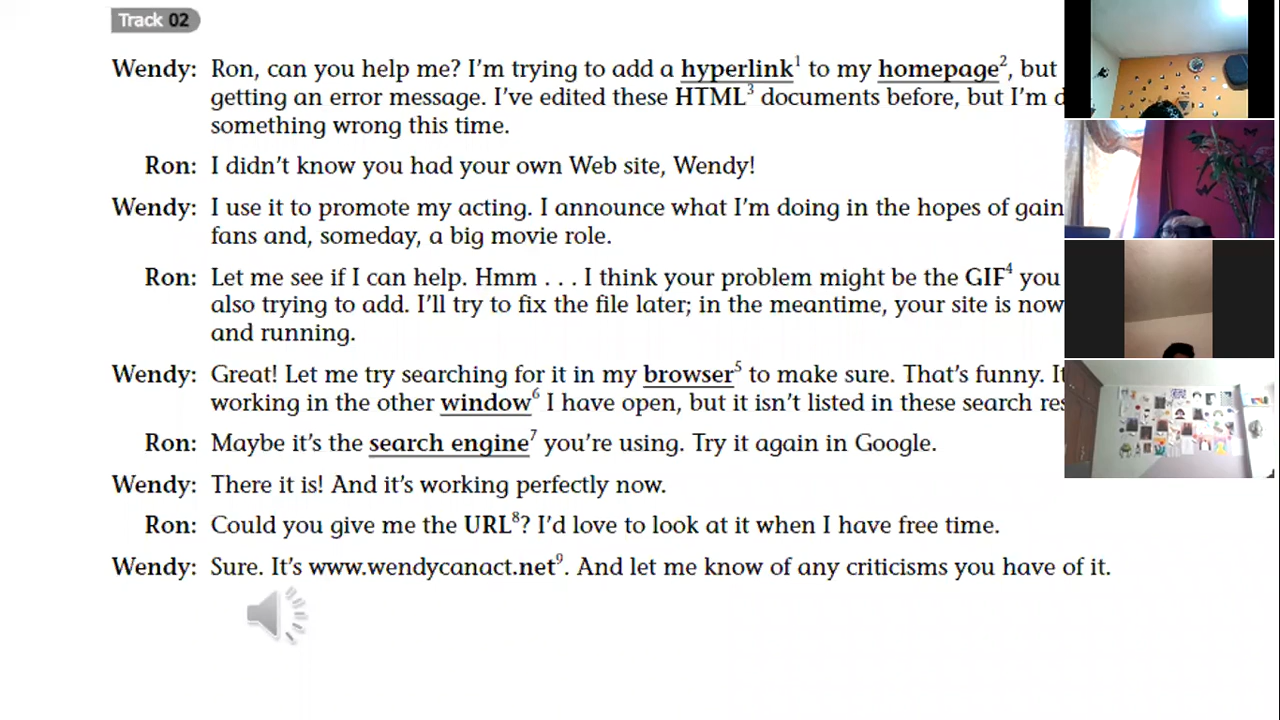 Track 02
Wendy: Ron, can you help me? I'm trying to add a hyperlink¹ to my homepage², but
getting an error message. I've edited these HTML³ documents before, but I'm
something wrong this time.
Ron: I didn't know you had your own Web site, Wendy!
Wendy: I use it to promote my acting. I announce what I'm doing in the hopes of
fans and, someday, a big movie role.
Ron: Let me see if I can help. Hmm . . . I think your problem might be the GIF⁴ you
also trying to add. I'll try to fix the file later; in the meantime, your site is now
and running.
Wendy: Great! Let me try searching for it in my browser⁵ to make sure. That's funny.
working in the other window⁶ I have open, but it isn't listed in these search
Ron: Maybe it's the search engine⁷ you're using. Try it again in Google.
Wendy: There it is! And it's working perfectly now.
Ron: Could you give me the URL⁸? I'd love to look at it when I have free time.
Wendy: Sure. It's www.wendycanact.net⁹. And let me know of any criticisms you have of it.